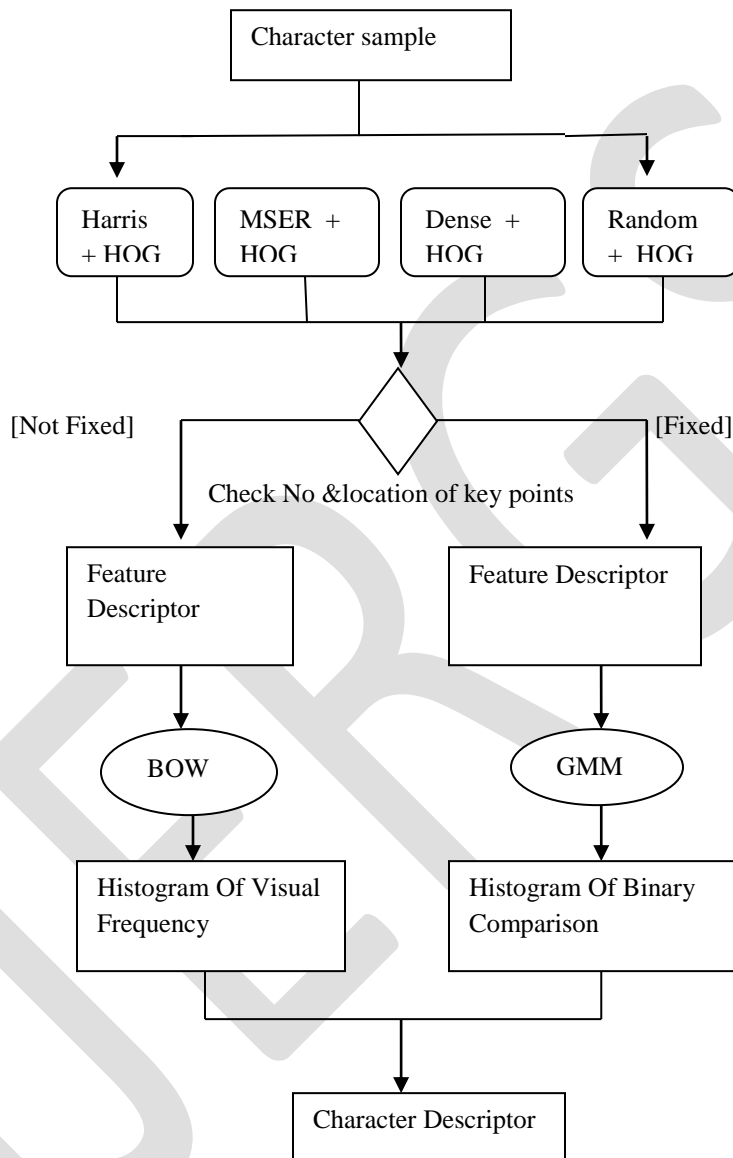 Character sample
Harris
+ HOG
MSER + 
HOG
Dense +
HOG
Random
+ HOG
[Not Fixed]
[Fixed]
Check No &location of key points
Feature
Descriptor
Feature Descriptor
BOW
GMM
Histogram Of Visual
Frequency
Histogram Of Binary
Comparison
Character Descriptor